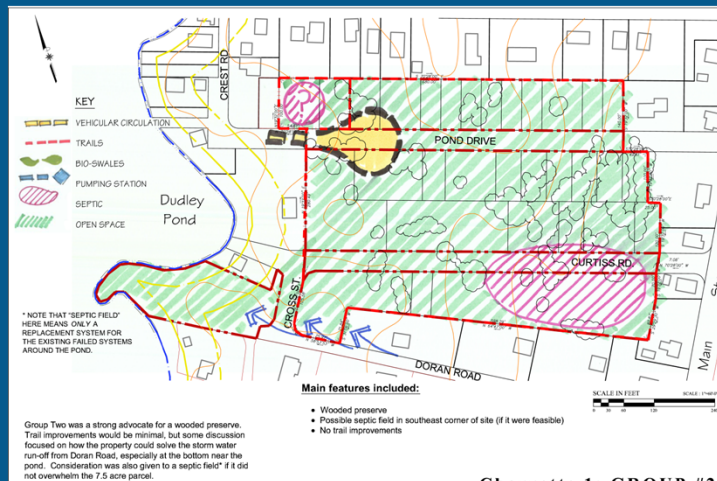 CREST RD
KEY
VEHICULAR CIRCULATION
TRAILS
BIO-SWALES
PUMPING STATION
SEPTIC
OPEN SPACE
Dudley
Pond
POND DRIVE
CURTISS RD
CROSS ST.
DORAN ROAD
Main
* NOTE THAT "SEPTIC FIELD"
HERE MEANS ONLY A
REPLACEMENT SYSTEM FOR
THE EXISTING FAILED SYSTEMS
AROUND THE POND.
Main features included:
• Wooded preserve
• Possible septic field in southeast corner of site (if it were feasible)
• No trail improvements
SCALE IN FEET
Group Two was a strong advocate for a wooded preserve.
Trail improvements would be minimal, but some discussion
focused on how the property could solve the storm water
run-off from Doran Road, especially at the bottom near the
pond. Consideration was also given to a septic field* if it did
not overwhelm the 7.5 acre parcel.